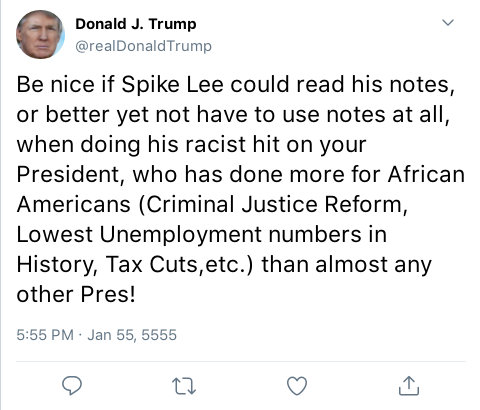 Donald J. Trump
@realDonaldTrump
Be nice if Spike Lee could read his notes,
or better yet not have to use notes at all,
when doing his racist hit on your
President, who has done more for African
Americans (Criminal Justice Reform,
Lowest Unemployment numbers in
History, Tax Cuts,etc.) than almost any
other Pres!
5:55 PM · Jan 55, 5555